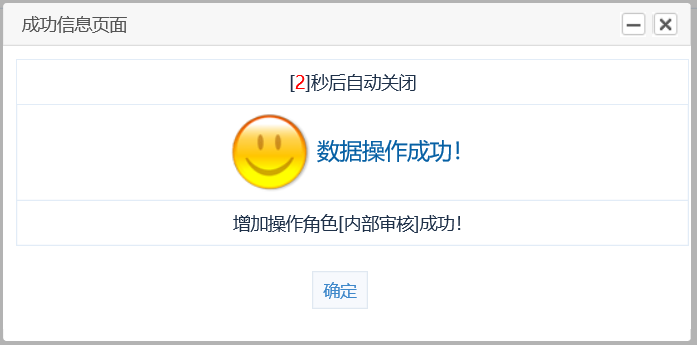 成功信息页面
[2]秒后自动关闭
数据操作成功！
增加操作角色[内部审核]成功！
确定